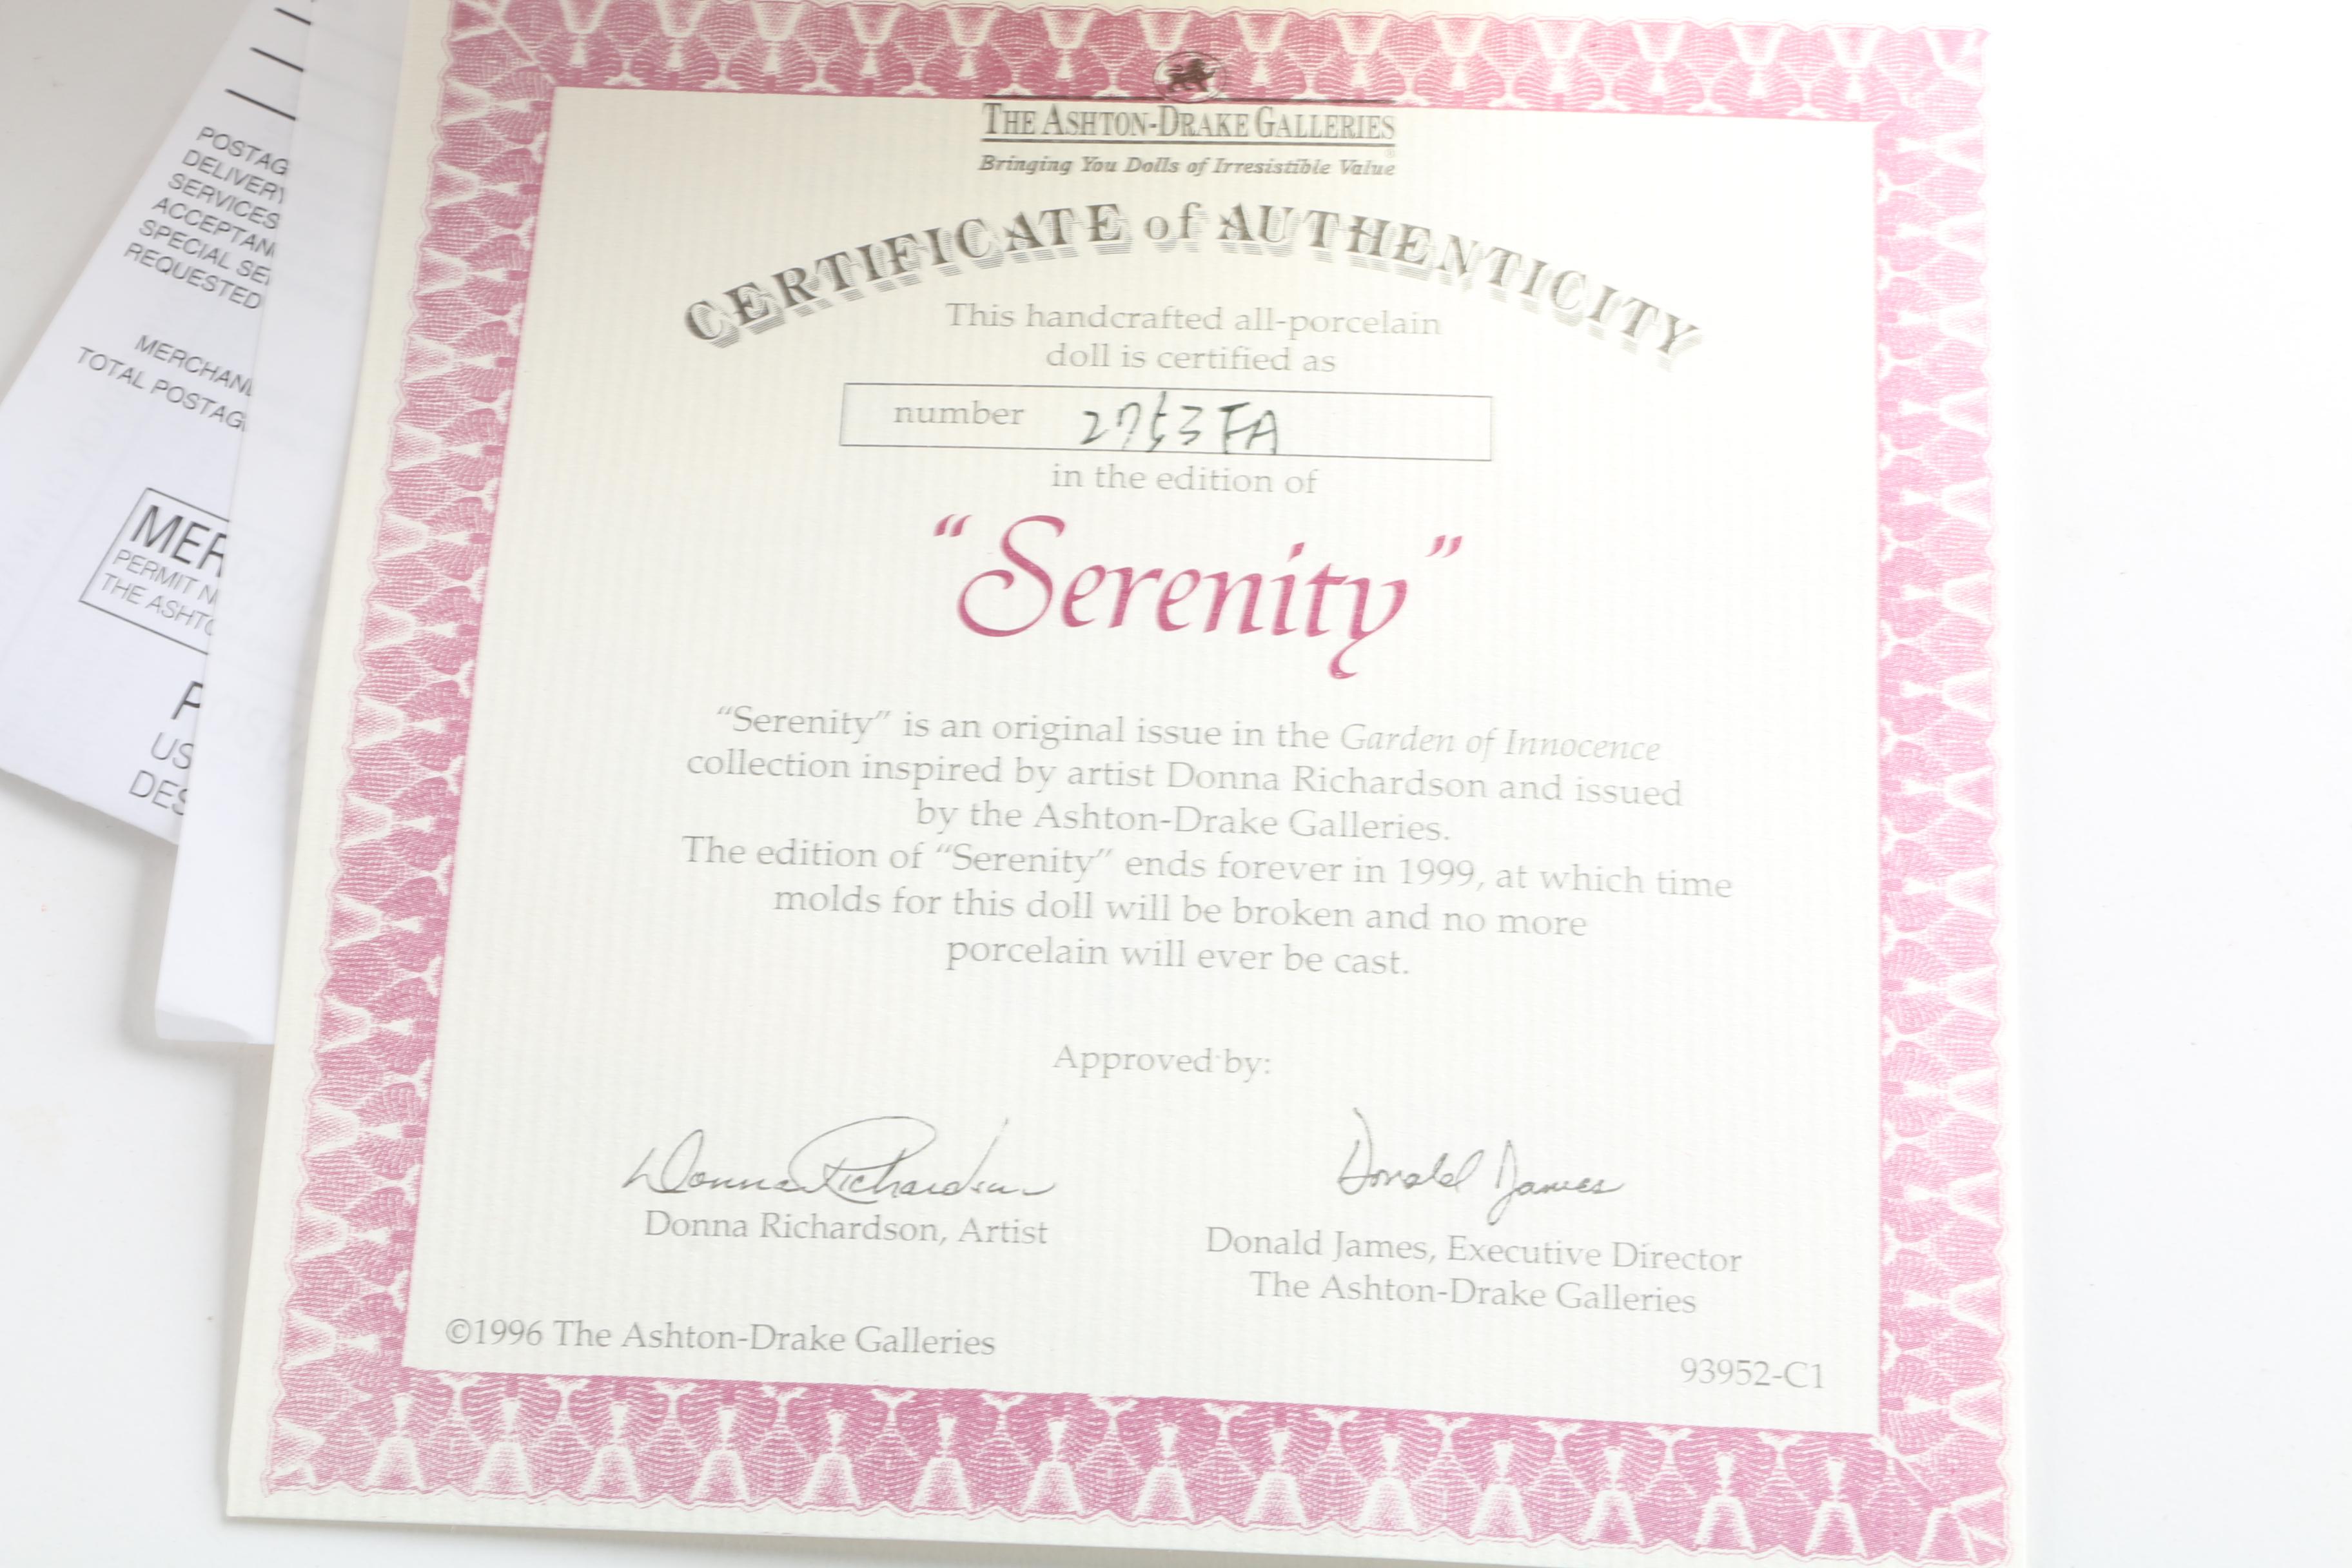 POSTAG
DELIVERY
SERVICES
ACCEPTAN
SPECIAL SE
REQUESTED
MERCHAN
TOTAL POSTAG
MER
PERMIT N
THE ASHTO
US
DES
THE ASHTON-DRAKE GALLERIES
Bringing You Dolls of Irresistible Value
CERTIFICATE of AUTHENTICITY
This handcrafted all-porcelain
doll is certified as
number 2753FA
in the edition of
“Serenity”
“Serenity” is an original issue in the Garden of Innocence
collection inspired by artist Donna Richardson and issued
by the Ashton-Drake Galleries.
The edition of “Serenity” ends forever in 1999, at which time
molds for this doll will be broken and no more
porcelain will ever be cast.
Approved by:
Donna Richardson
Donna Richardson, Artist
Donald James
Donald James, Executive Director
The Ashton-Drake Galleries
©1996 The Ashton-Drake Galleries
93952-C1